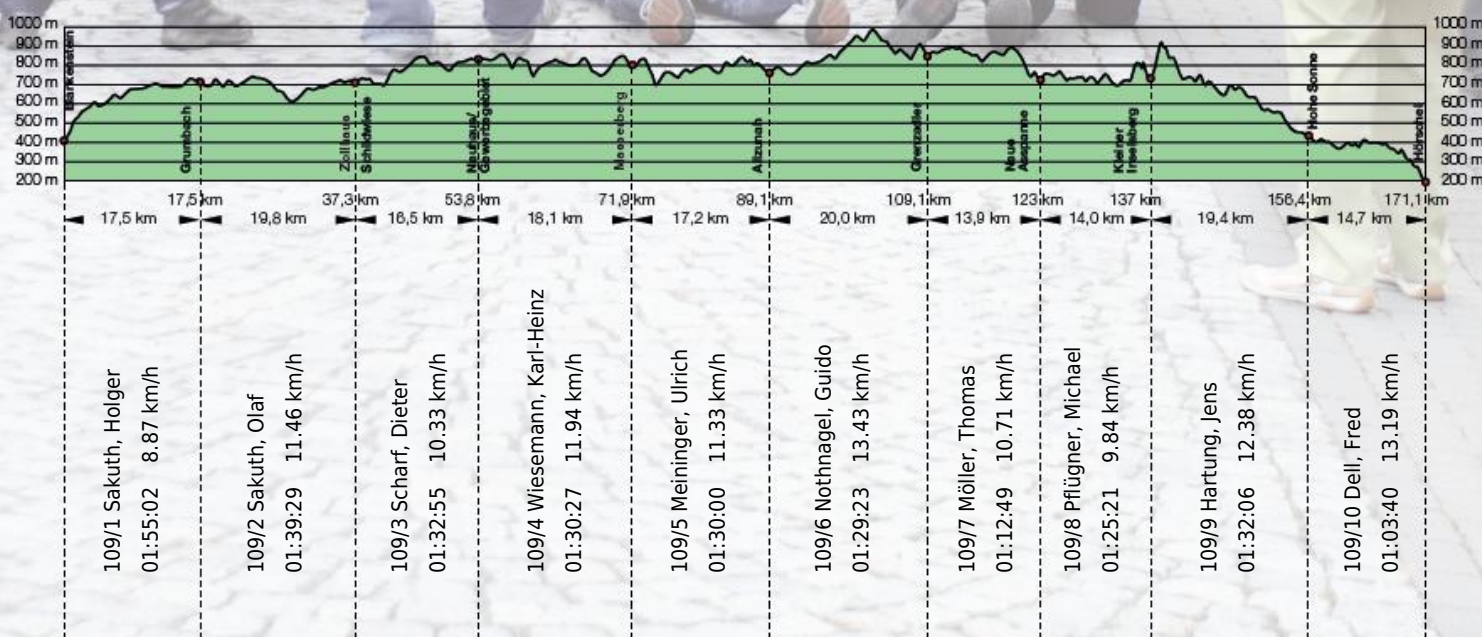 1000 m
900 m
800 m
700 m
600 m
500 m
400 m
300 m
200 m
1000 m
900 m
800 m
700 m
600 m
500 m
400 m
300 m
200 m
Blankenstein
Grumbach
Zollhaus
Schildwiese
Neuhaus/
Masserberg
Allzunah
Grenzadler
Neue
Ausspanne
Kleiner
Inselsberg
Hohe Sonne
Hörschel
17,5 km
37,3 km
53,8 km
71,9 km
89,1 km
109,1 km
123 km
137 km
156,4 km
171,1 km
17,5 km
19,8 km
16,5 km
18,1 km
17,2 km
20,0 km
13,9 km
14,0 km
19,4 km
14,7 km
109/1 Sakuth, Holger
01:55:02 8.87 km/h
109/2 Sakuth, Olaf
01:39:29 11.46 km/h
109/3 Scharf, Dieter
01:32:55 10.33 km/h
109/4 Wiesemann, Karl-Heinz
01:30:27 11.94 km/h
109/5 Meininger, Ulrich
01:30:00 11.33 km/h
109/6 Nothnagel, Guido
01:29:23 13.43 km/h
109/7 Möller, Thomas
01:12:49 10.71 km/h
109/8 Pflügner, Michael
01:25:21 9.84 km/h
109/9 Hartung, Jens
01:32:06 12.38 km/h
109/10 Dell, Fred
01:03:40 13.19 km/h